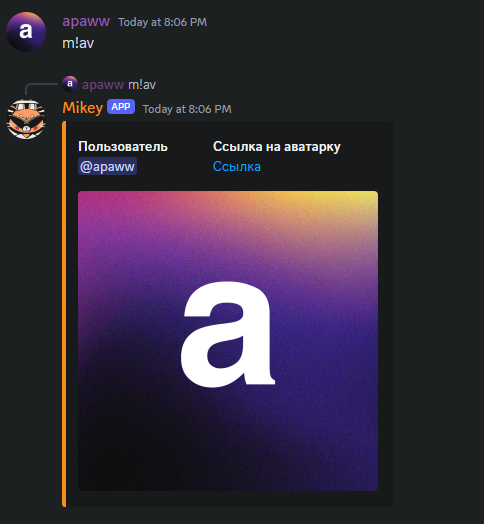 a
apaww Today at 8:06 PM
m!av
a apaww m!av
Mikey APP Today at 8:06 PM
Пользователь Ссылка на аватарку
@apaww Ссылка
a